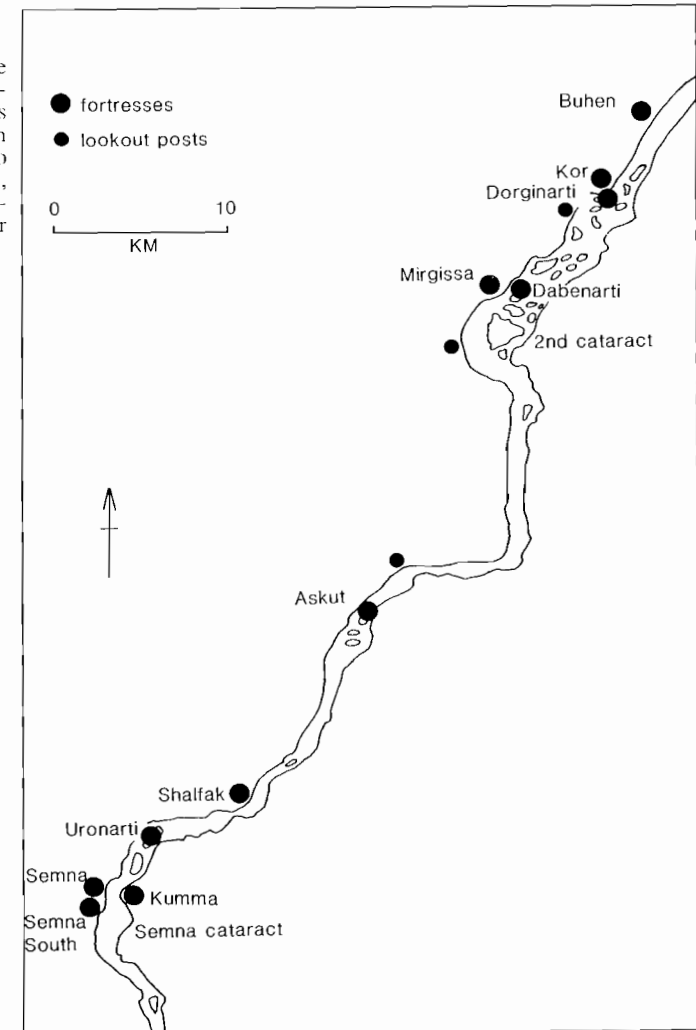 e
-
s
n
o
,
-
r
fortresses
lookout posts
0 10
KM
Buhen
Kor
Dorginarti
Mirgissa
Dabenarti
2nd cataract
Askut
Shalfak
Uronarti
Semna
Kumma
Semna
South
Semna cataract